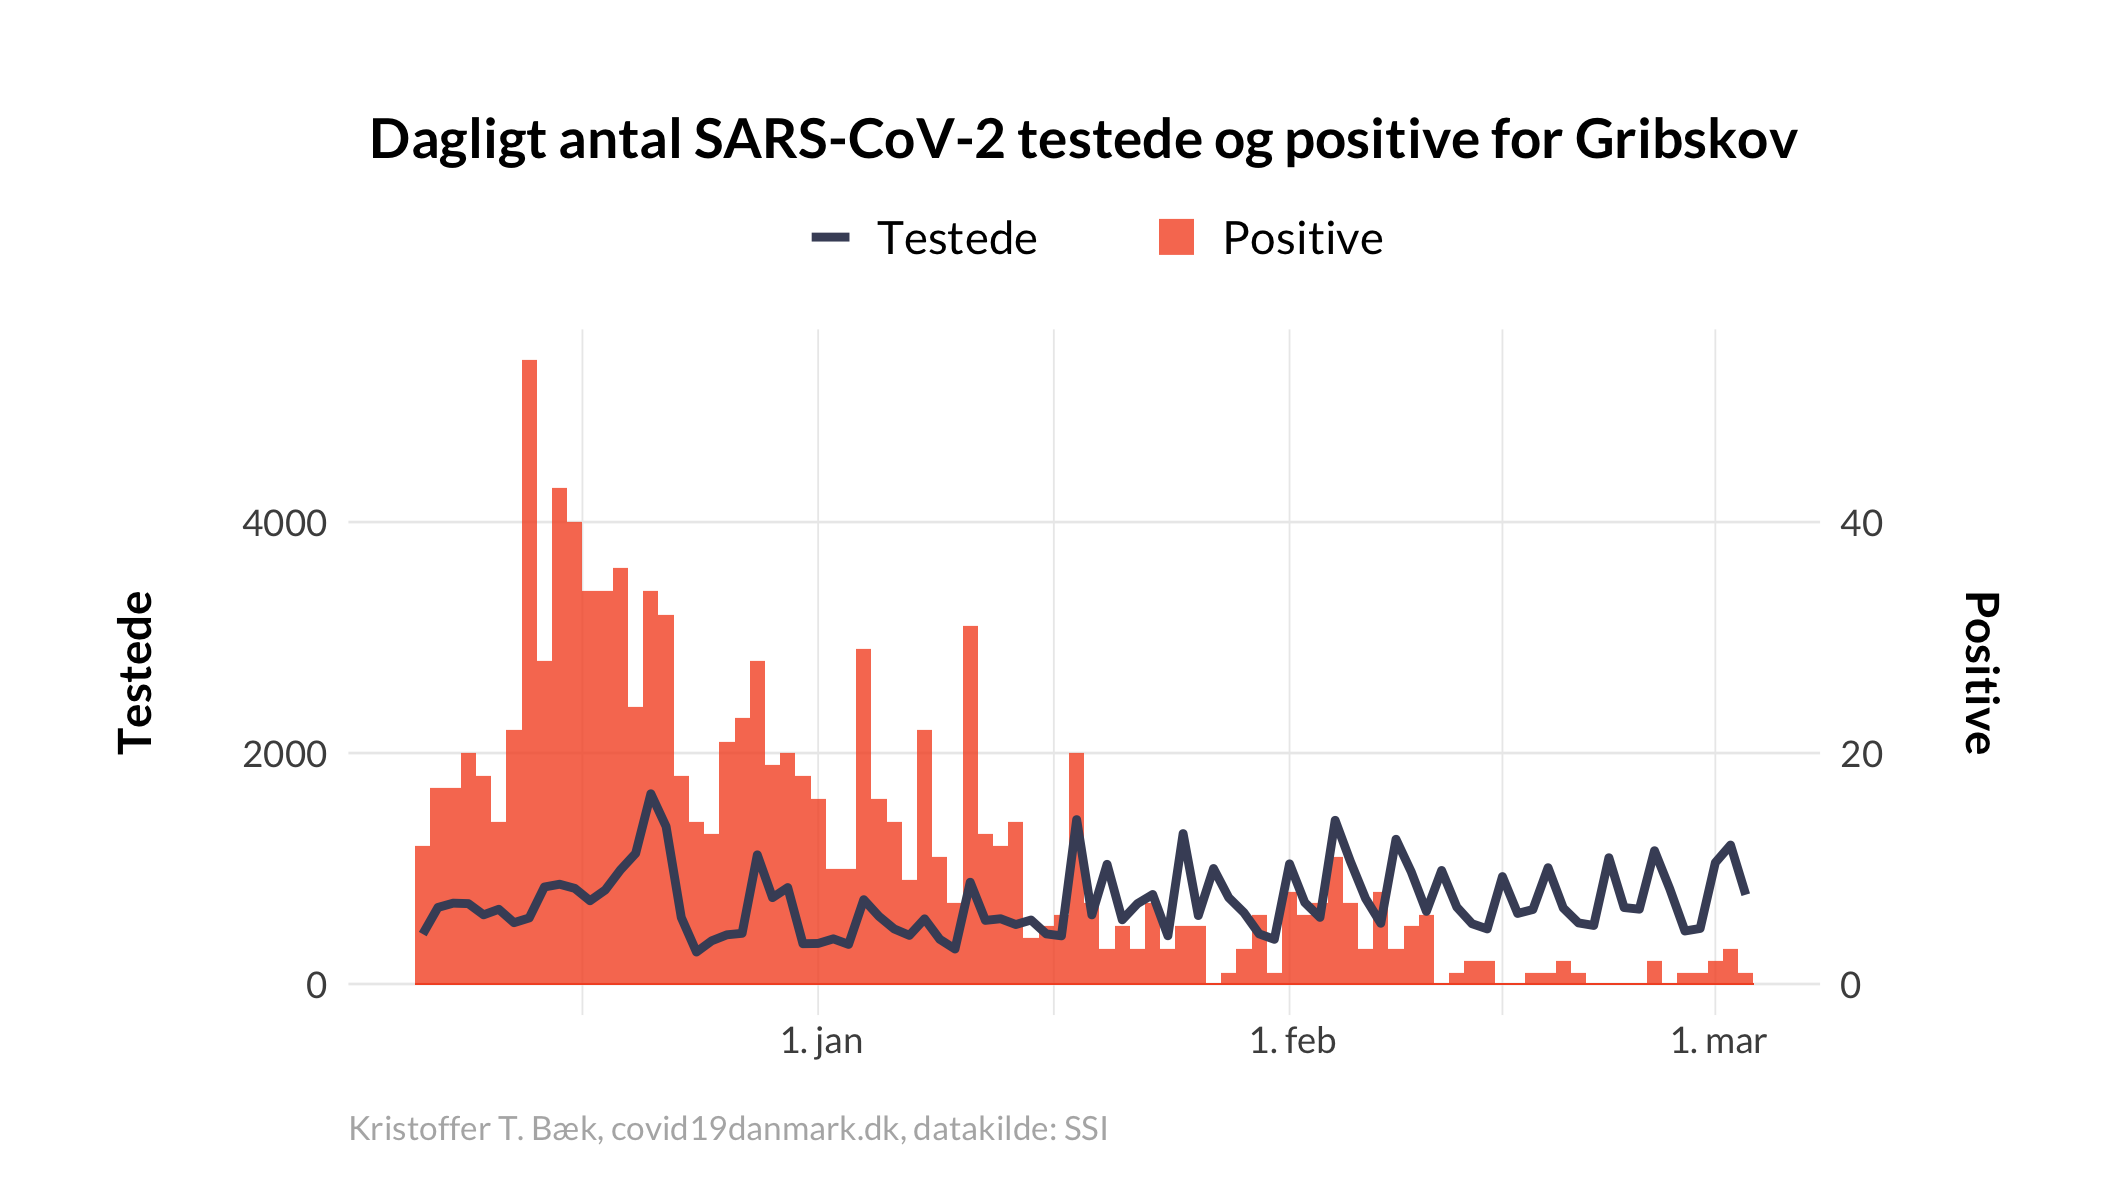 Dagligt antal SARS-CoV-2 testede og positive for Gribskov
Testede
Positive
4000
2000
0
Testede
40
20
0
Positive
1. jan
1. feb
1. mar
Kristoffer T. Bæk, covid19danmark.dk, datakilde: SSI